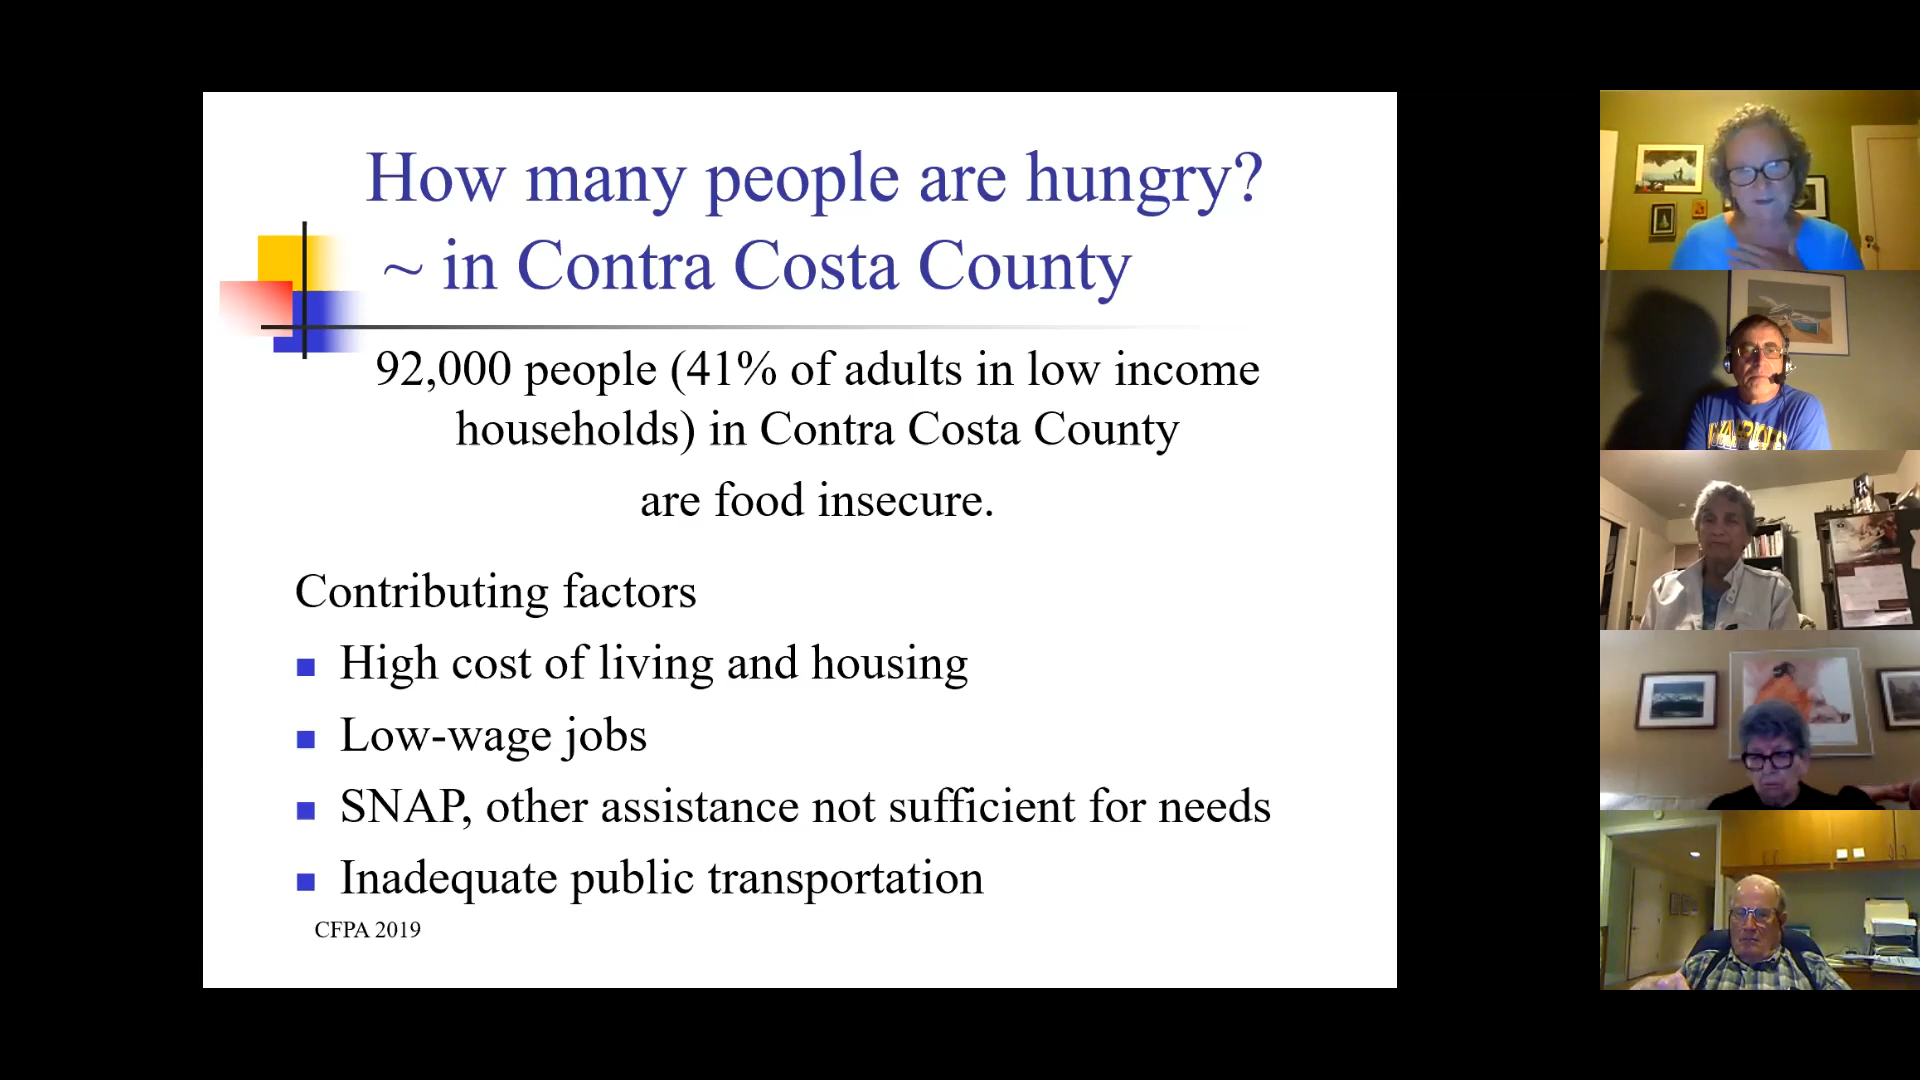 How many people are hungry?
~ in Contra Costa County
92,000 people (41% of adults in low income
households) in Contra Costa County
are food insecure.
Contributing factors
High cost of living and housing
Low-wage jobs
SNAP, other assistance not sufficient for needs
Inadequate public transportation
CFPA 2019